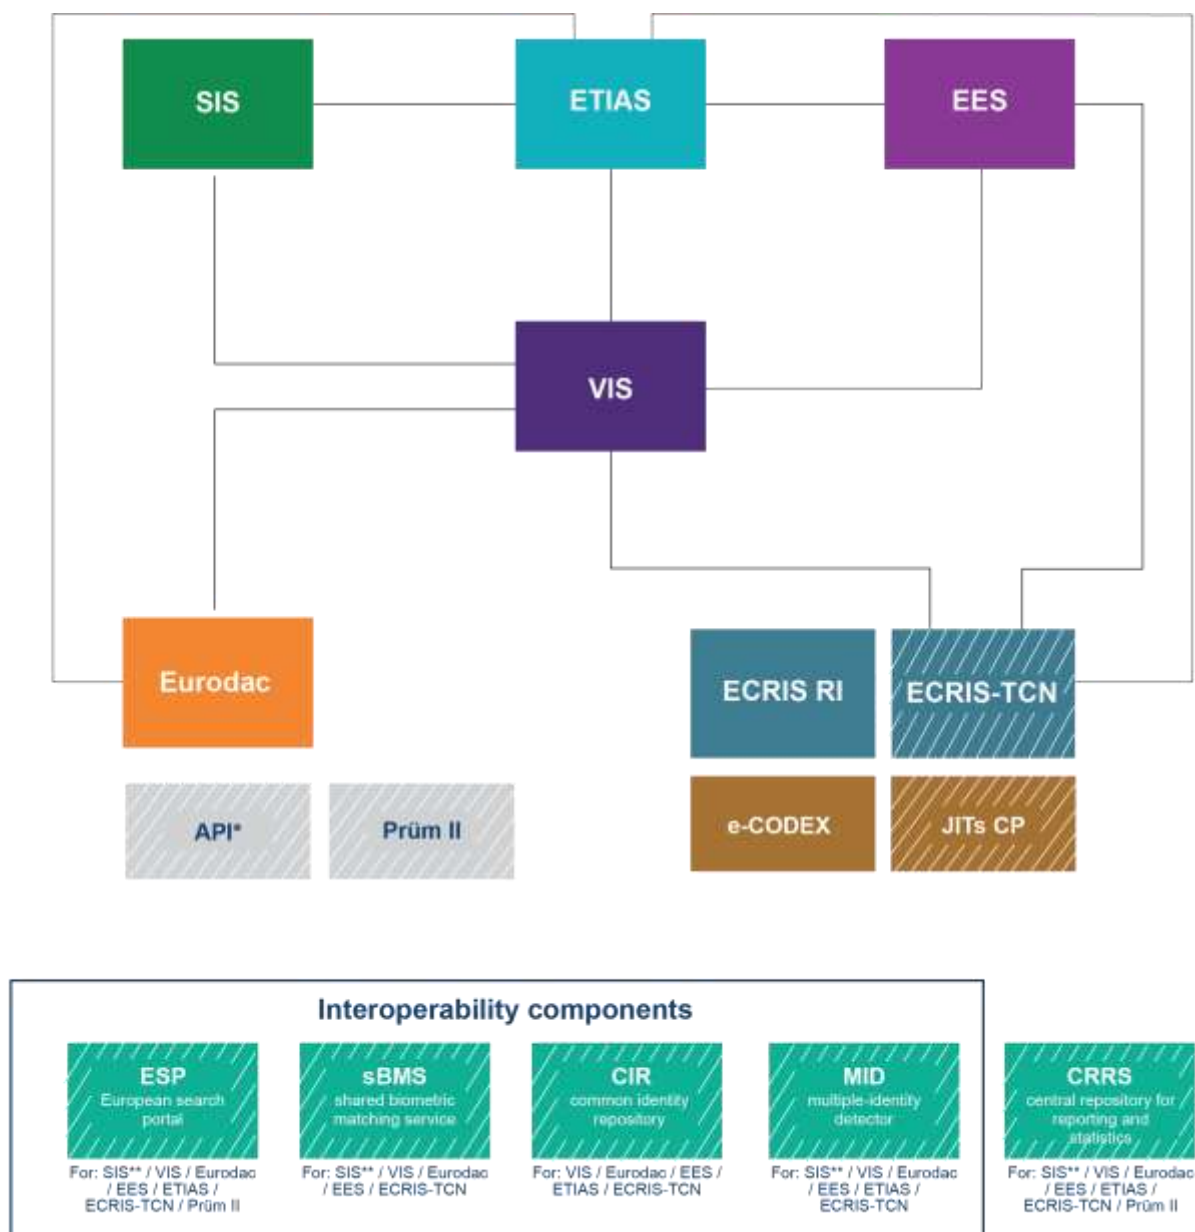 SIS
ETIAS
EES
VIS
Eurodac
ECRIS RI
ECRIS-TCN
API*
Prüm II
e-CODEX
JITs CP
Interoperability components
ESP
European search
portal
For: SIS** / VIS / Eurodac
/ EES / ETIAS /
ECRIS-TCN / Prüm II
sBMS
shared biometric
matching service
For: SIS** / VIS / Eurodac
/ EES / ECRIS-TCN
CIR
common identity
repository
For: VIS / Eurodac / EES /
ETIAS / ECRIS-TCN
MID
multiple-identity
detector
For: SIS** / VIS / Eurodac
/ EES / ETIAS /
ECRIS-TCN
CRRS
central repository for
reporting and
statistics
For: SIS** / VIS / Eurodac
/ EES / ETIAS /
ECRIS-TCN / Prüm II